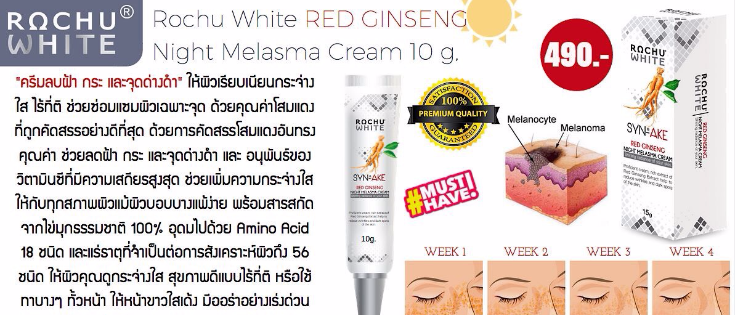 ROCHU®
WHITE
Rochu White RED GINSENG
Night Melasma Cream 10 g.
490.-
"ครีมลบฝ้า กระ และจุดด่างดำ" ให้ผิวเรียบเนียนกระจ่าง
ใส ไร้ที่ติ ช่วยซ่อมแซมผิวเฉพาะจุด ด้วยคุณค่าโสมแดง
ที่ถูกคัดสรรอย่างดีที่สุด ด้วยการคัดสรรโสมแดงอันทรง
คุณค่า ช่วยลดฝ้า กระ และจุดด่างดำ และ อนุพันธ์ของ
วิตามินซีที่มีความเสถียรสูงสุด ช่วยเพิ่มความกระจ่างใส
ให้กับทุกสภาพผิวแม้ผิวบอบบางแพ้ง่าย พร้อมสารสกัด
จากไข่มุกธรรมชาติ 100% อุดมไปด้วย Amino Acid
18 ชนิด และแร่ธาตุที่จำเป็นต่อการสังเคราะห์ผิวถึง 56
ชนิด ให้ผิวคุณดูกระจ่างใส สุขภาพดีแบบไร้ที่ติ หรือใช้
ทาบางๆ ทั่วหน้า ให้หน้าขาวใสเด้ง มีออร่าอย่างเร่งด่วน
ROCHU
WHITE
SYN-AKE
RED GINSENG
NIGHT MELASMA CREAM
10g.
SATISFACTION
100%
PREMIUM QUALITY
GUARANTEED
#MUST
HAVE!
Melanocyte
Melanoma
ROCHU
WHITE
SYN-AKE
RED GINSENG
NIGHT MELASMA CREAM
15g
ROCHU
WHITE
RED GINSENG
NIGHT MELASMA CREAM
WEEK 1
WEEK 2
WEEK 3
WEEK 4